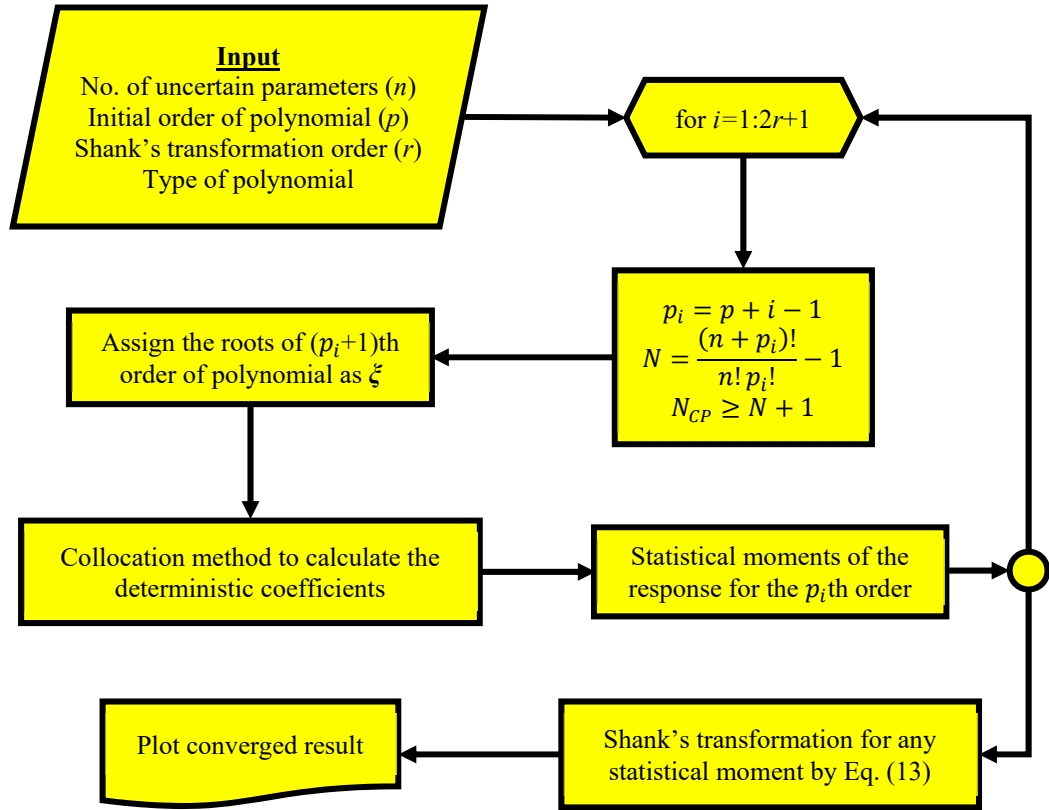 Input
No. of uncertain parameters (n)
Initial order of polynomial (p)
Shank's transformation order (r)
Type of polynomial
for i=1:2r+1
p_i = p + i − 1
N = (n + p_i)! / n! p_i! − 1
N_CP ≥ N + 1
Assign the roots of (p_i+1)th
order of polynomial as ξ
Collocation method to calculate the
deterministic coefficients
Statistical moments of the
response for the p_i th order
Shank's transformation for any
statistical moment by Eq. (13)
Plot converged result